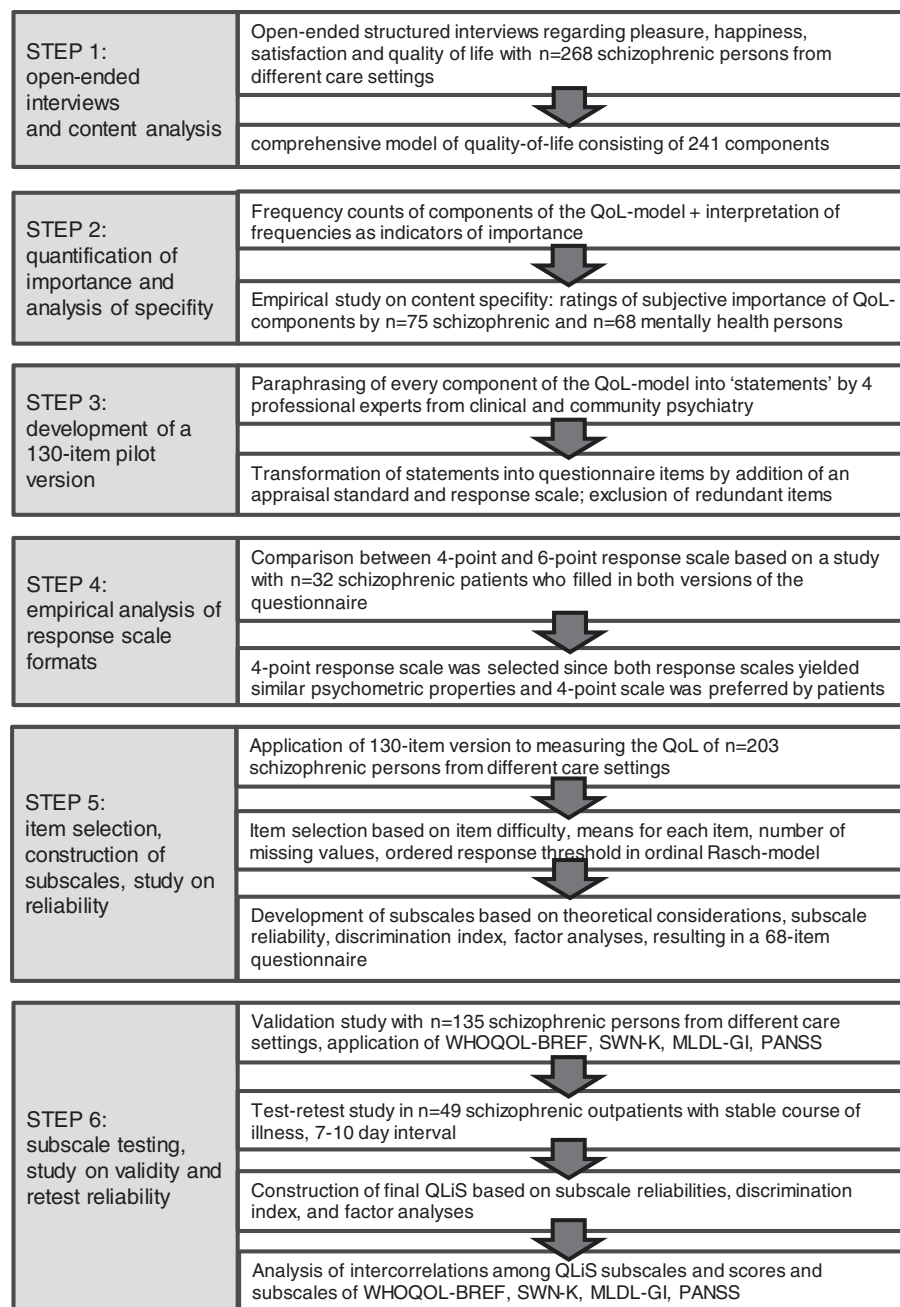 STEP 1:
open-ended
interviews
and content analysis
Open-ended structured interviews regarding pleasure, happiness,
satisfaction and quality of life with n=268 schizophrenic persons from
different care settings
comprehensive model of quality-of-life consisting of 241 components
STEP 2:
quantification of
importance and
analysis of specifity
Frequency counts of components of the QoL-model + interpretation of
frequencies as indicators of importance
Empirical study on content specifity: ratings of subjective importance of QoL-
components by n=75 schizophrenic and n=68 mentally health persons
STEP 3:
development of a
130-item pilot
version
Paraphrasing of every component of the QoL-model into ‘statements’ by 4
professional experts from clinical and community psychiatry
Transformation of statements into questionnaire items by addition of an
appraisal standard and response scale; exclusion of redundant items
STEP 4:
empirical analysis of
response scale
formats
Comparison between 4-point and 6-point response scale based on a study
with n=32 schizophrenic patients who filled in both versions of the
questionnaire
4-point response scale was selected since both response scales yielded
similar psychometric properties and 4-point scale was preferred by patients
STEP 5:
item selection,
construction of
subscales, study on
reliability
Application of 130-item version to measuring the QoL of n=203
schizophrenic persons from different care settings
Item selection based on item difficulty, means for each item, number of
missing values, ordered response threshold in ordinal Rasch-model
Development of subscales based on theoretical considerations, subscale
reliability, discrimination index, factor analyses, resulting in a 68-item
questionnaire
STEP 6:
subscale testing,
study on validity and
retest reliability
Validation study with n=135 schizophrenic persons from different care
settings, application of WHOQOL-BREF, SWN-K, MLDL-GI, PANSS
Test-retest study in n=49 schizophrenic outpatients with stable course of
illness, 7-10 day interval
Construction of final QLiS based on subscale reliabilities, discrimination
index, and factor analyses
Analysis of intercorrelations among QLiS subscales and scores and
subscales of WHOQOL-BREF, SWN-K, MLDL-GI, PANSS